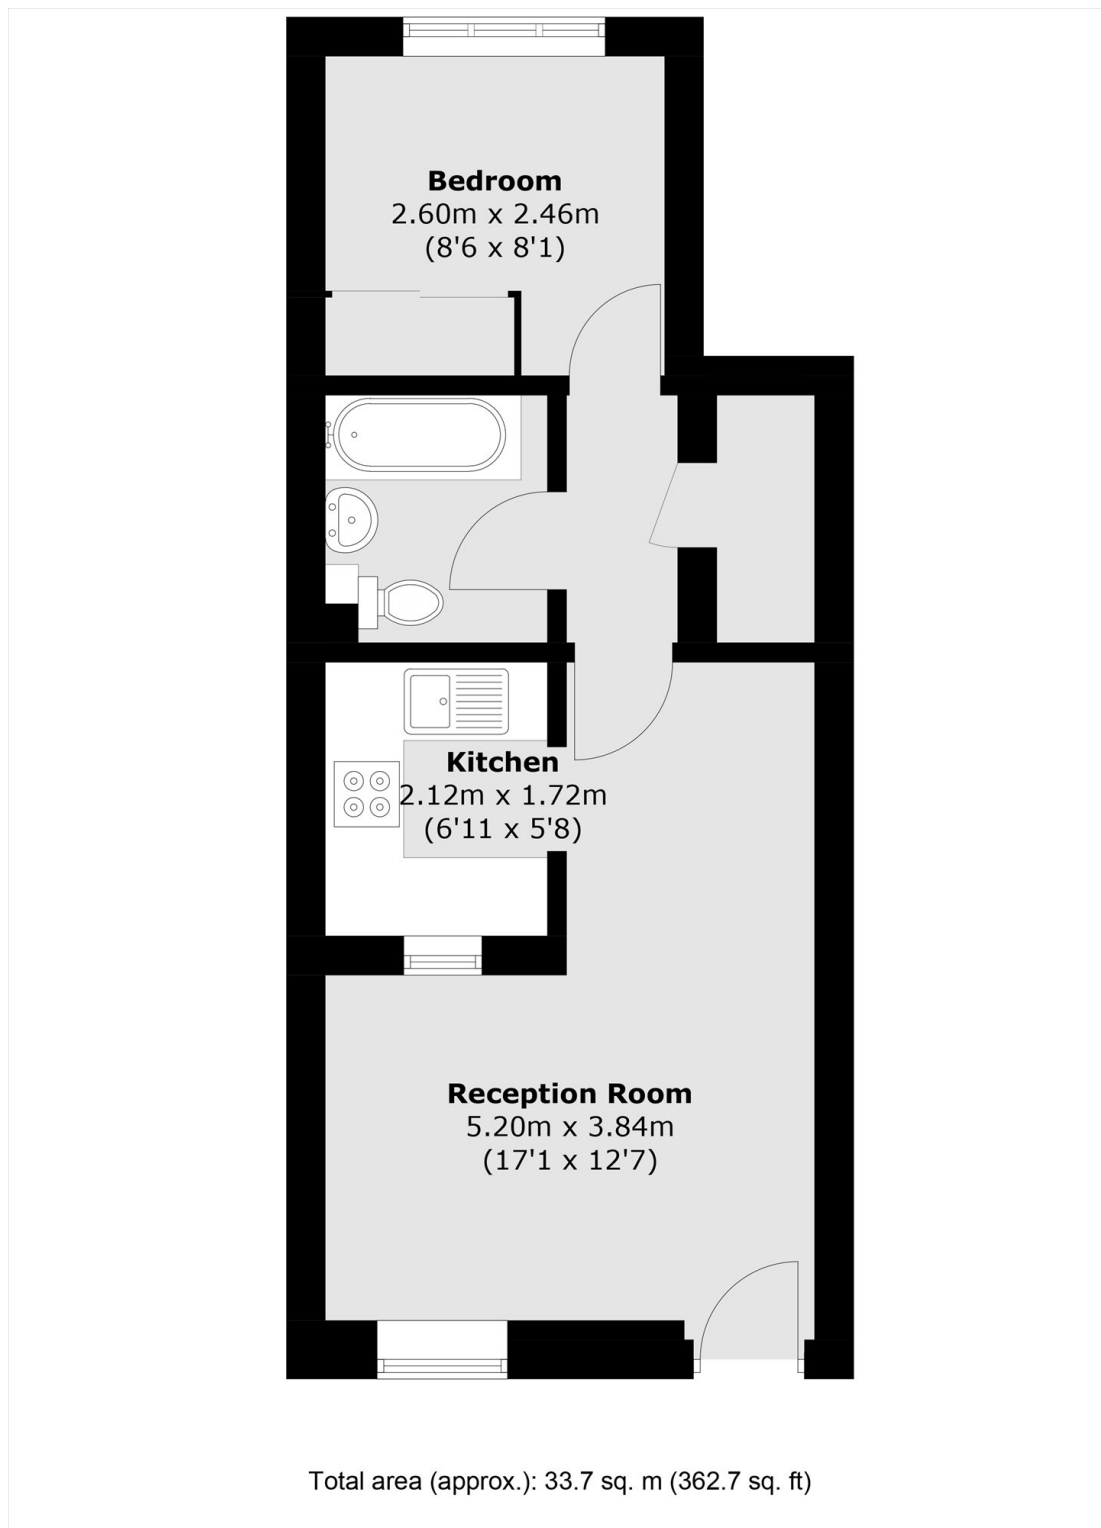 Bedroom
2.60m x 2.46m
(8'6 x 8'1)
Kitchen
2.12m x 1.72m
(6'11 x 5'8)
Reception Room
5.20m x 3.84m
(17'1 x 12'7)
Total area (approx.): 33.7 sq. m (362.7 sq. ft)